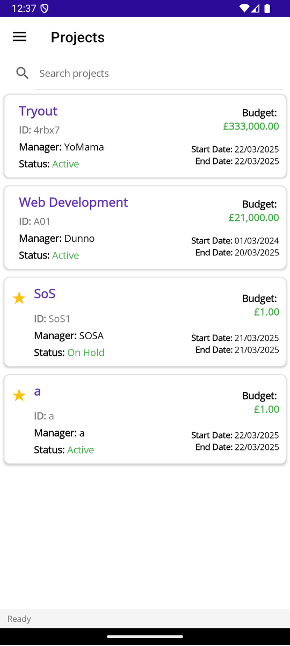 12:37
Projects
Search projects
Tryout
Budget:
ID: 4rbx7
£333,000.00
Manager: YoMama
Start Date: 22/03/2025
Status: Active
End Date: 22/03/2025
Web Development
Budget:
ID: A01
£21,000.00
Manager: Dunno
Start Date: 01/03/2024
Status: Active
End Date: 20/03/2025
SoS
Budget:
ID: SoS1
£1.00
Manager: SOSA
Start Date: 21/03/2025
Status: On Hold
End Date: 21/03/2025
a
Budget:
ID: a
£1.00
Manager: a
Start Date: 22/03/2025
Status: Active
End Date: 22/03/2025
Ready